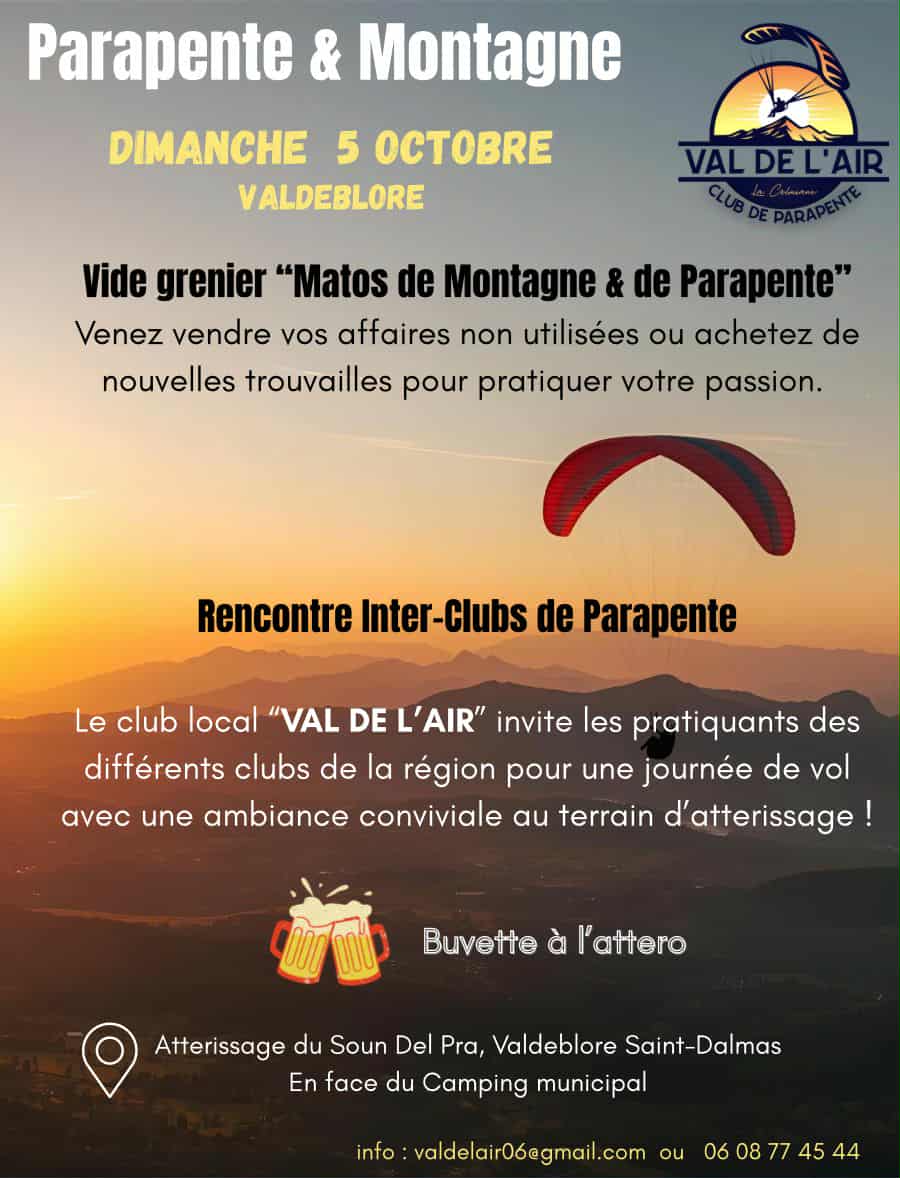 Parapente & Montagne
DIMANCHE 5 OCTOBRE
VALDEBLORE
VAL DE L'AIR
La Colmiane
CLUB DE PARAPENTE
Vide grenier “Matos de Montagne & de Parapente”
Venez vendre vos affaires non utilisées ou achetez de
nouvelles trouvailles pour pratiquer votre passion.
Rencontre Inter-Clubs de Parapente
Le club local “VAL DE L’AIR” invite les pratiquants des
différents clubs de la région pour une journée de vol
avec une ambiance conviviale au terrain d’atterissage !
Buvette à l’attero
Atterissage du Soun Del Pra, Valdeblore Saint-Dalmas
En face du Camping municipal
info : valdelair06@gmail.com ou 06 08 77 45 44